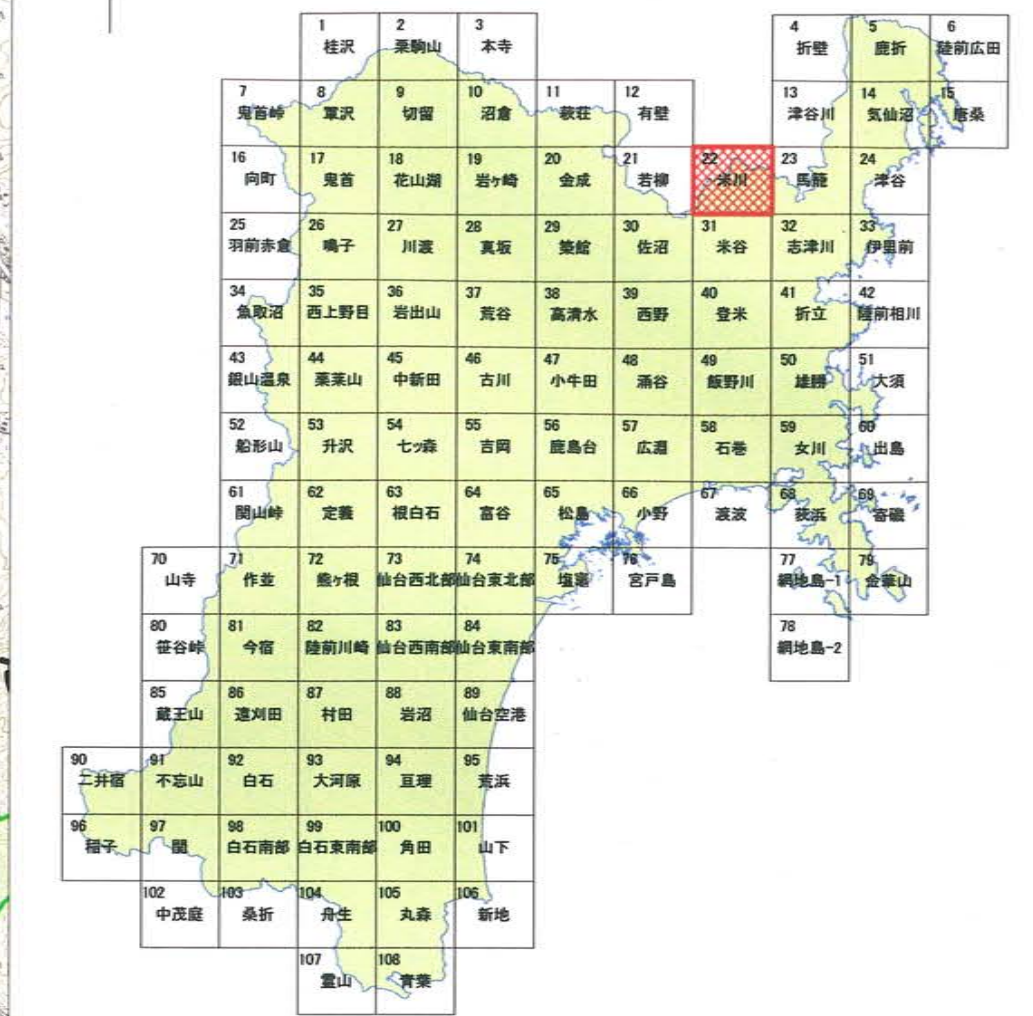 1 2 3 4 5 6
桂沢 栗駒山 本寺 折壁 鹿折 陸前広田
7 8 9 10 11 12 13 14 15
鬼首峠 軍沢 切留 沼倉 萩荘 有壁 津谷川 気仙沼 唐桑
16 17 18 19 20 21 22 23 24
向町 鬼首 花山湖 岩ヶ崎 金成 若柳 米川 馬籠 津谷
25 26 27 28 29 30 31 32 33
羽前赤倉 鳴子 川渡 真坂 築館 佐沼 米谷 志津川 伊里前
34 35 36 37 38 39 40 41 42
魚取沼 西上野目 岩出山 荒谷 高清水 西野 登米 折立 陸前相川
43 44 45 46 47 48 49 50 51
銀山温泉 薬莱山 中新田 古川 小牛田 涌谷 飯野川 雄勝 大須
52 53 54 55 56 57 58 59 60
船形山 升沢 七ッ森 吉岡 鹿島台 広淵 石巻 女川 出島
61 62 63 64 65 66 67 68 69
関山峠 定義 根白石 富谷 松島 小野 渡波 荻浜 寄磯
70 71 72 73 74 75 76 77 79
山寺 作並 熊ヶ根 仙台西北部 仙台東北部 塩竈 宮戸島 網地島-1 金華山
80 81 82 83 84 78
笹谷峠 今宿 陸前川崎 仙台西南部 仙台東南部 網地島-2
85 86 87 88 89
蔵王山 遠刈田 村田 岩沼 仙台空港
90 91 92 93 94 95
二井宿 不忘山 白石 大河原 亘理 荒浜
96 97 98 99 100 101
稲子 関 白石南部 白石東南部 角田 山下
102 103 104 105 106
中茂庭 桑折 舟生 丸森 新地
107 108
霊山 青葉